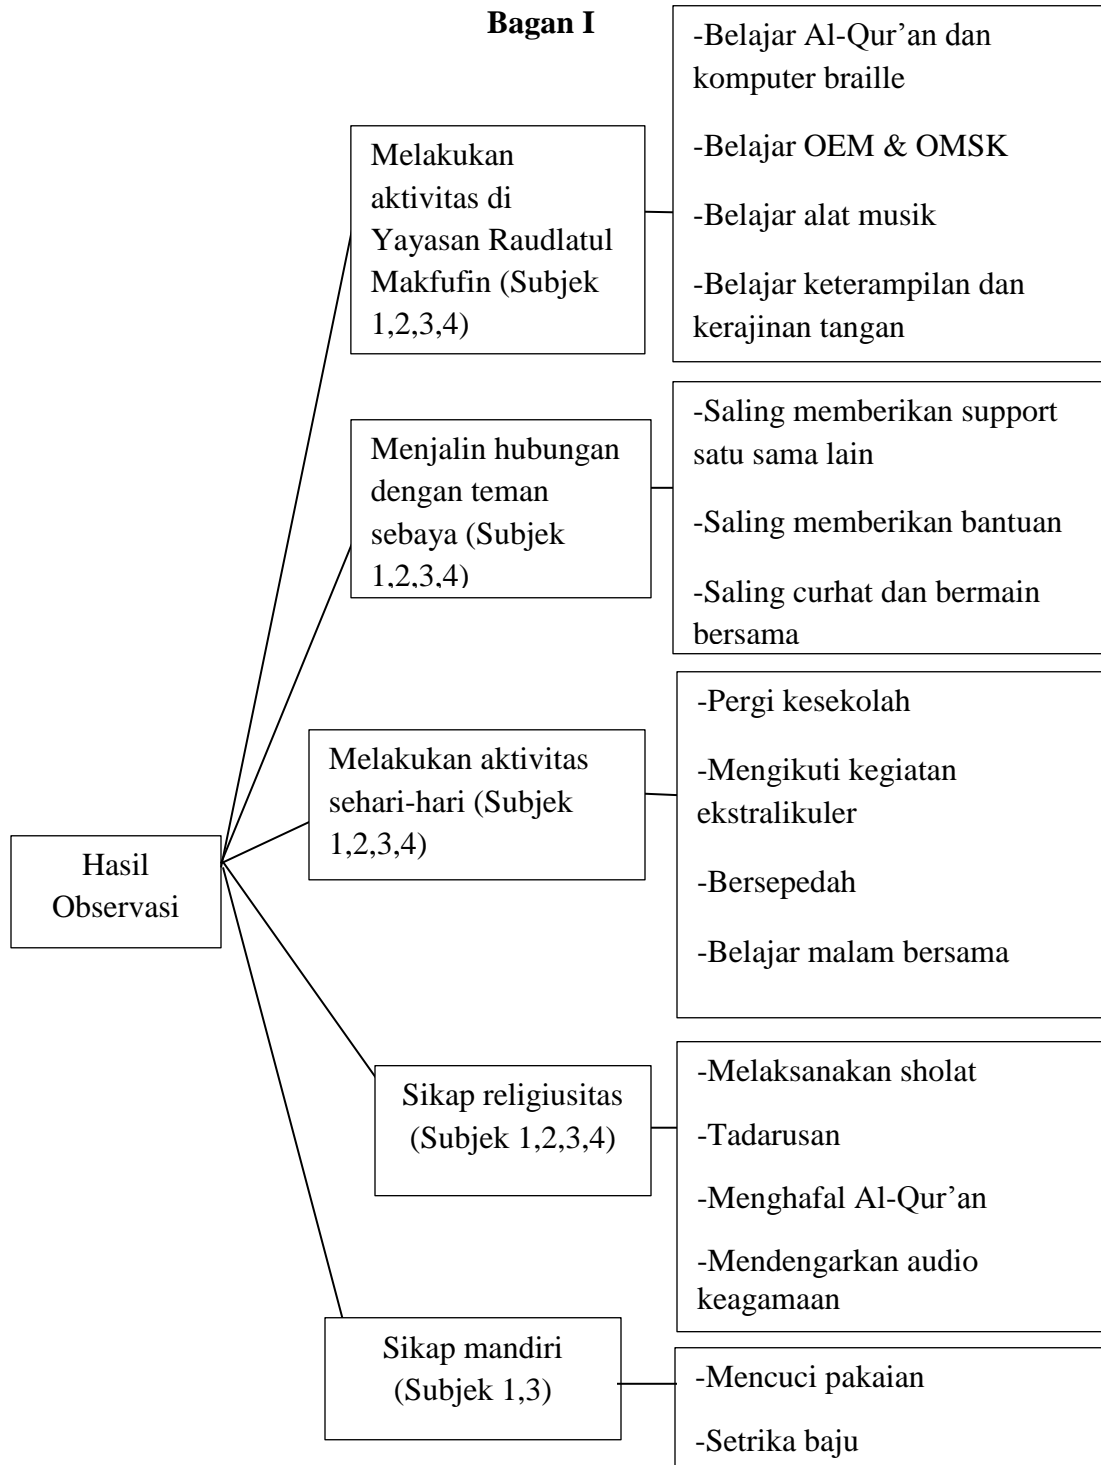 Bagan I
-Belajar Al-Qur’an dan
komputer braille
-Belajar OEM & OMSK
-Belajar alat musik
-Belajar keterampilan dan
kerajinan tangan
Melakukan
aktivitas di
Yayasan Raudlatul
Makfufin (Subjek
1,2,3,4)
-Saling memberikan support
satu sama lain
-Saling memberikan bantuan
-Saling curhat dan bermain
bersama
Menjalin hubungan
dengan teman
sebaya (Subjek
1,2,3,4)
-Pergi kesekolah
-Mengikuti kegiatan
ekstralikuler
-Bersepedah
-Belajar malam bersama
Melakukan aktivitas
sehari-hari (Subjek
1,2,3,4)
Hasil
Observasi
-Melaksanakan sholat
-Tadarusan
-Menghafal Al-Qur’an
-Mendengarkan audio
keagamaan
Sikap religiusitas
(Subjek 1,2,3,4)
Sikap mandiri
(Subjek 1,3)
-Mencuci pakaian
-Setrika baju